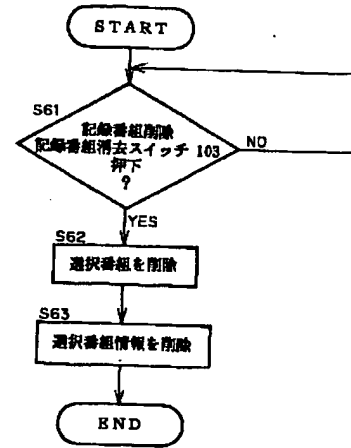 START
S61
記録番組削除
記録番組消去スイッチ 103
押下
?
NO
YES
S62
選択番組を削除
S63
選択番組情報を削除
END